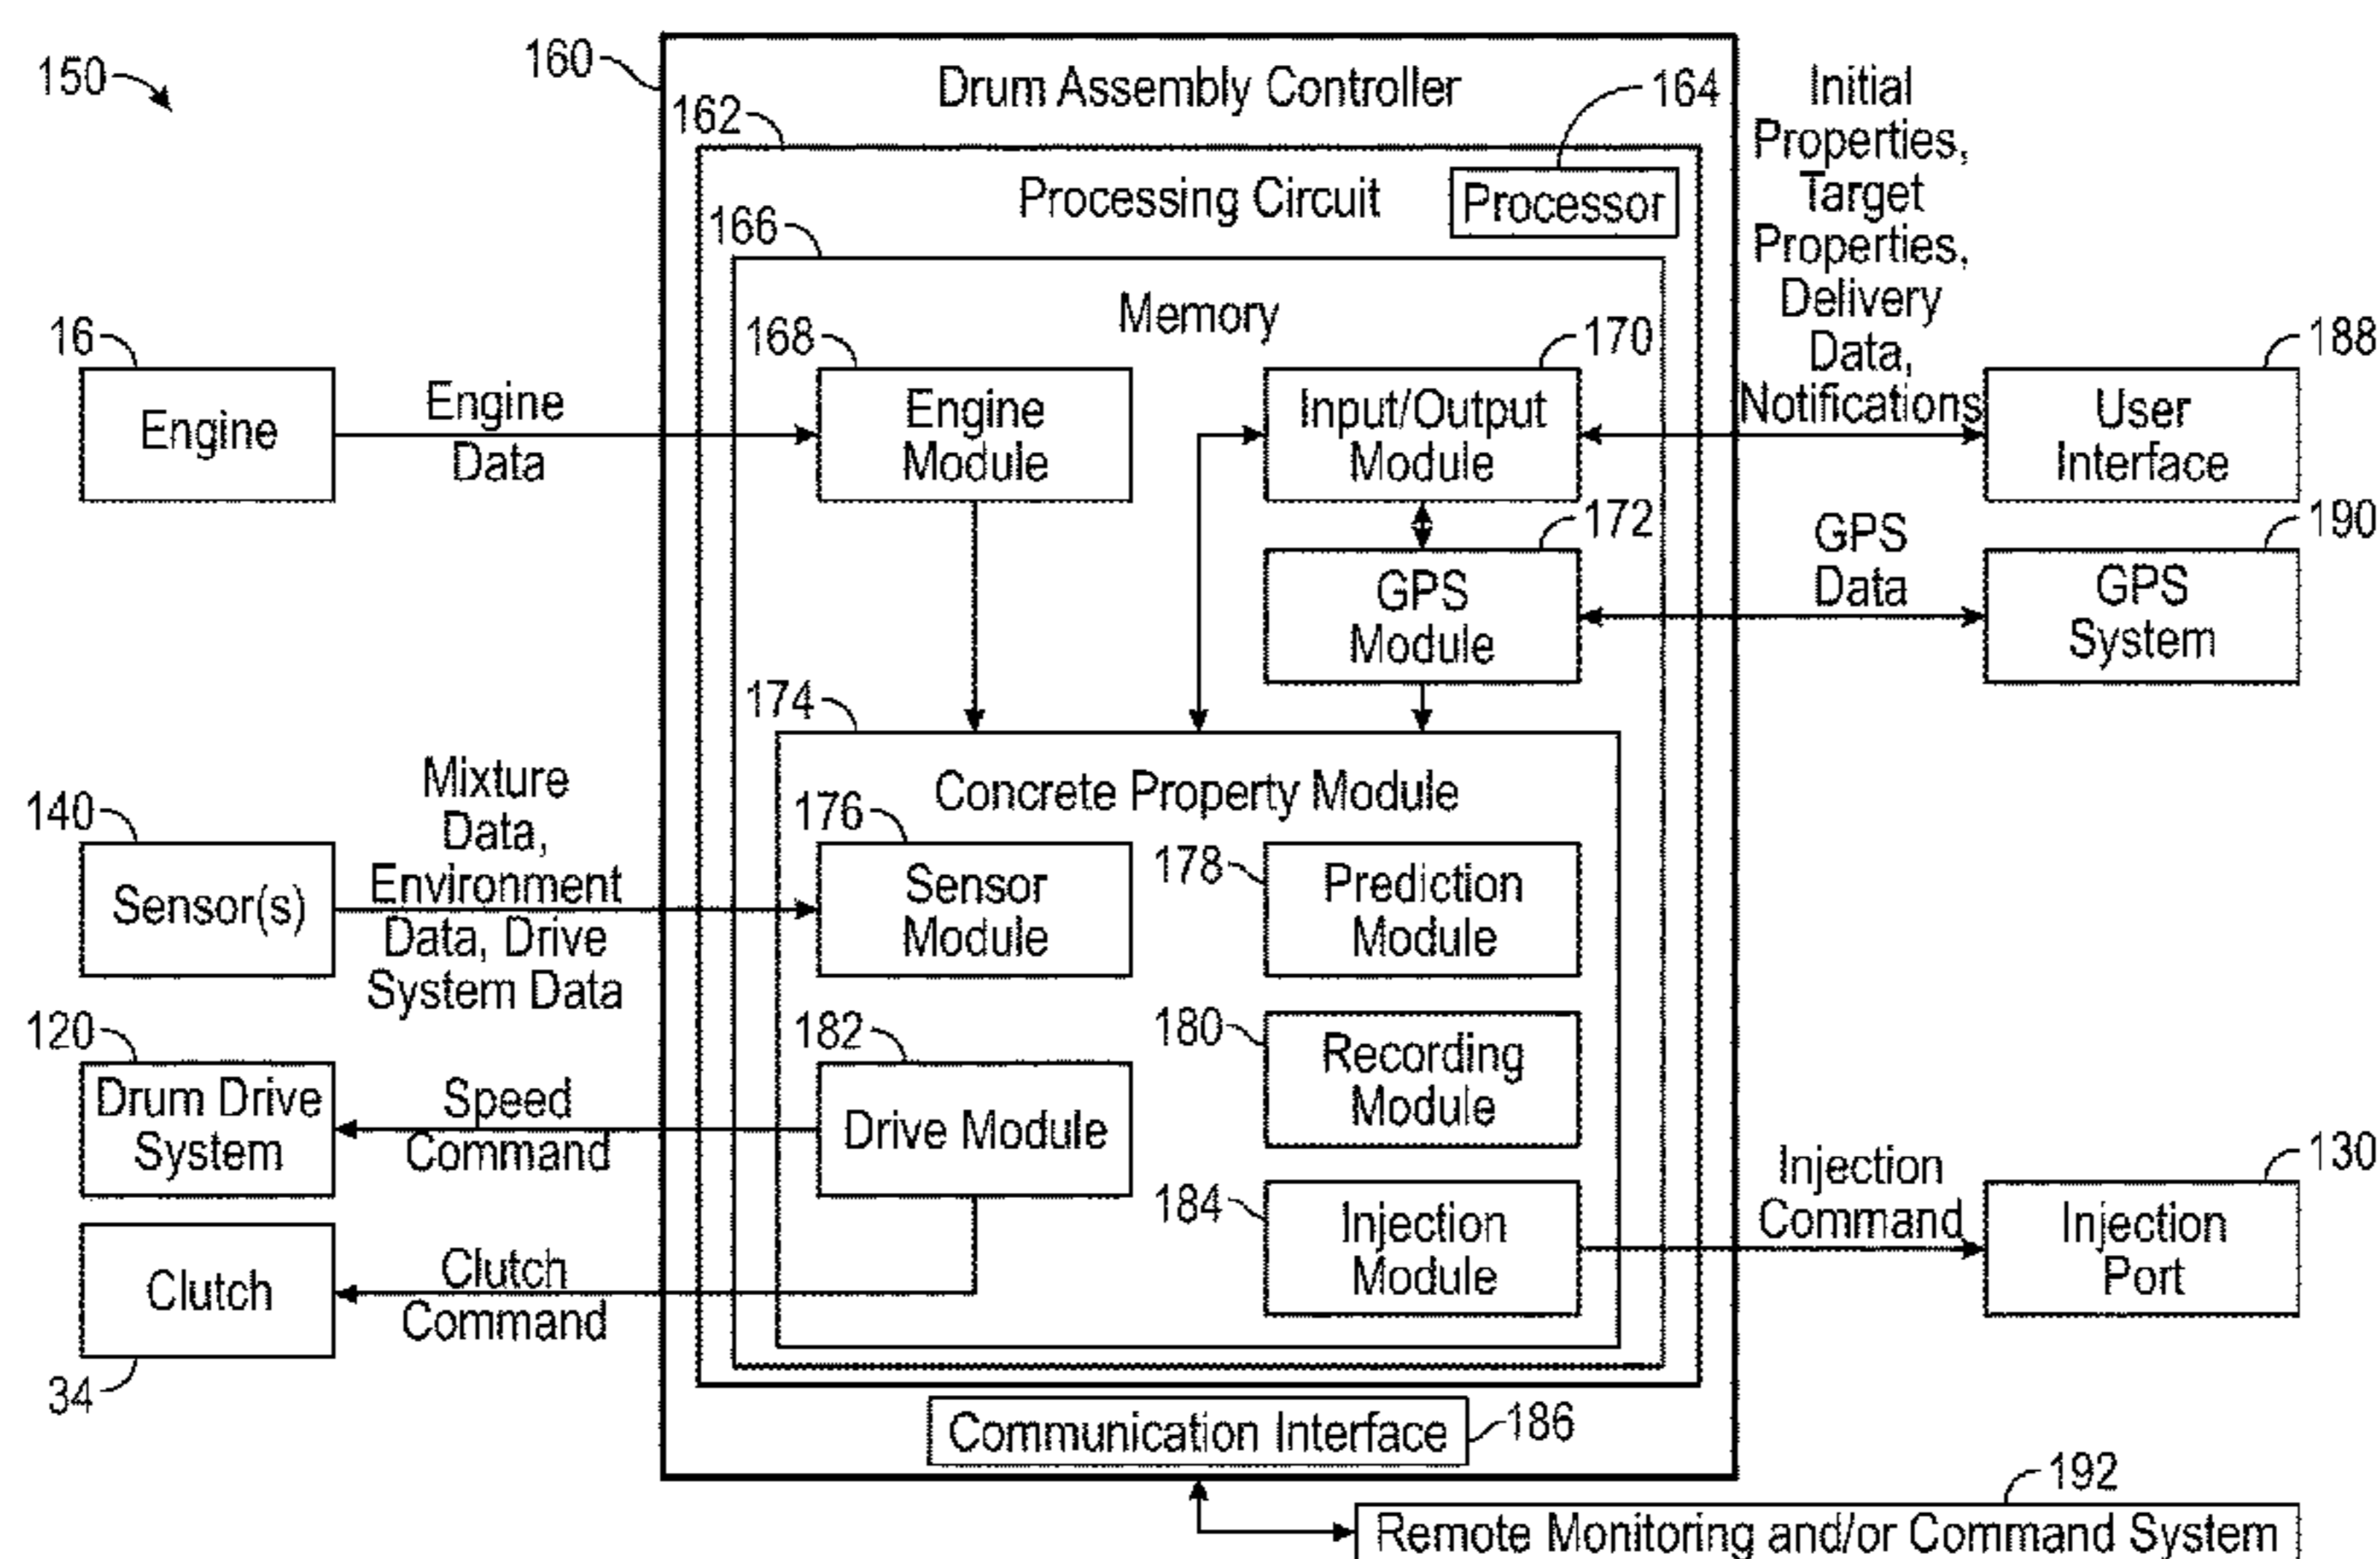 150
160
Drum Assembly Controller
164
162
Processing Circuit
Processor
166
Memory
Initial
Properties,
Target
Properties,
Delivery
Data,
Notifications
16
Engine
Engine
Data
168
Engine
Module
170
Input/Output
Module
188
User
Interface
172
GPS
Module
GPS
Data
190
GPS
System
174
Concrete Property Module
140
Sensor(s)
Mixture
Data,
Environment
Data, Drive
System Data
176
Sensor
Module
178
Prediction
Module
120
Drum Drive
System
Speed
Command
182
Drive Module
180
Recording
Module
Clutch
34
Clutch
Command
184
Injection
Module
Injection
Command
130
Injection
Port
Communication Interface
186
192
Remote Monitoring and/or Command System